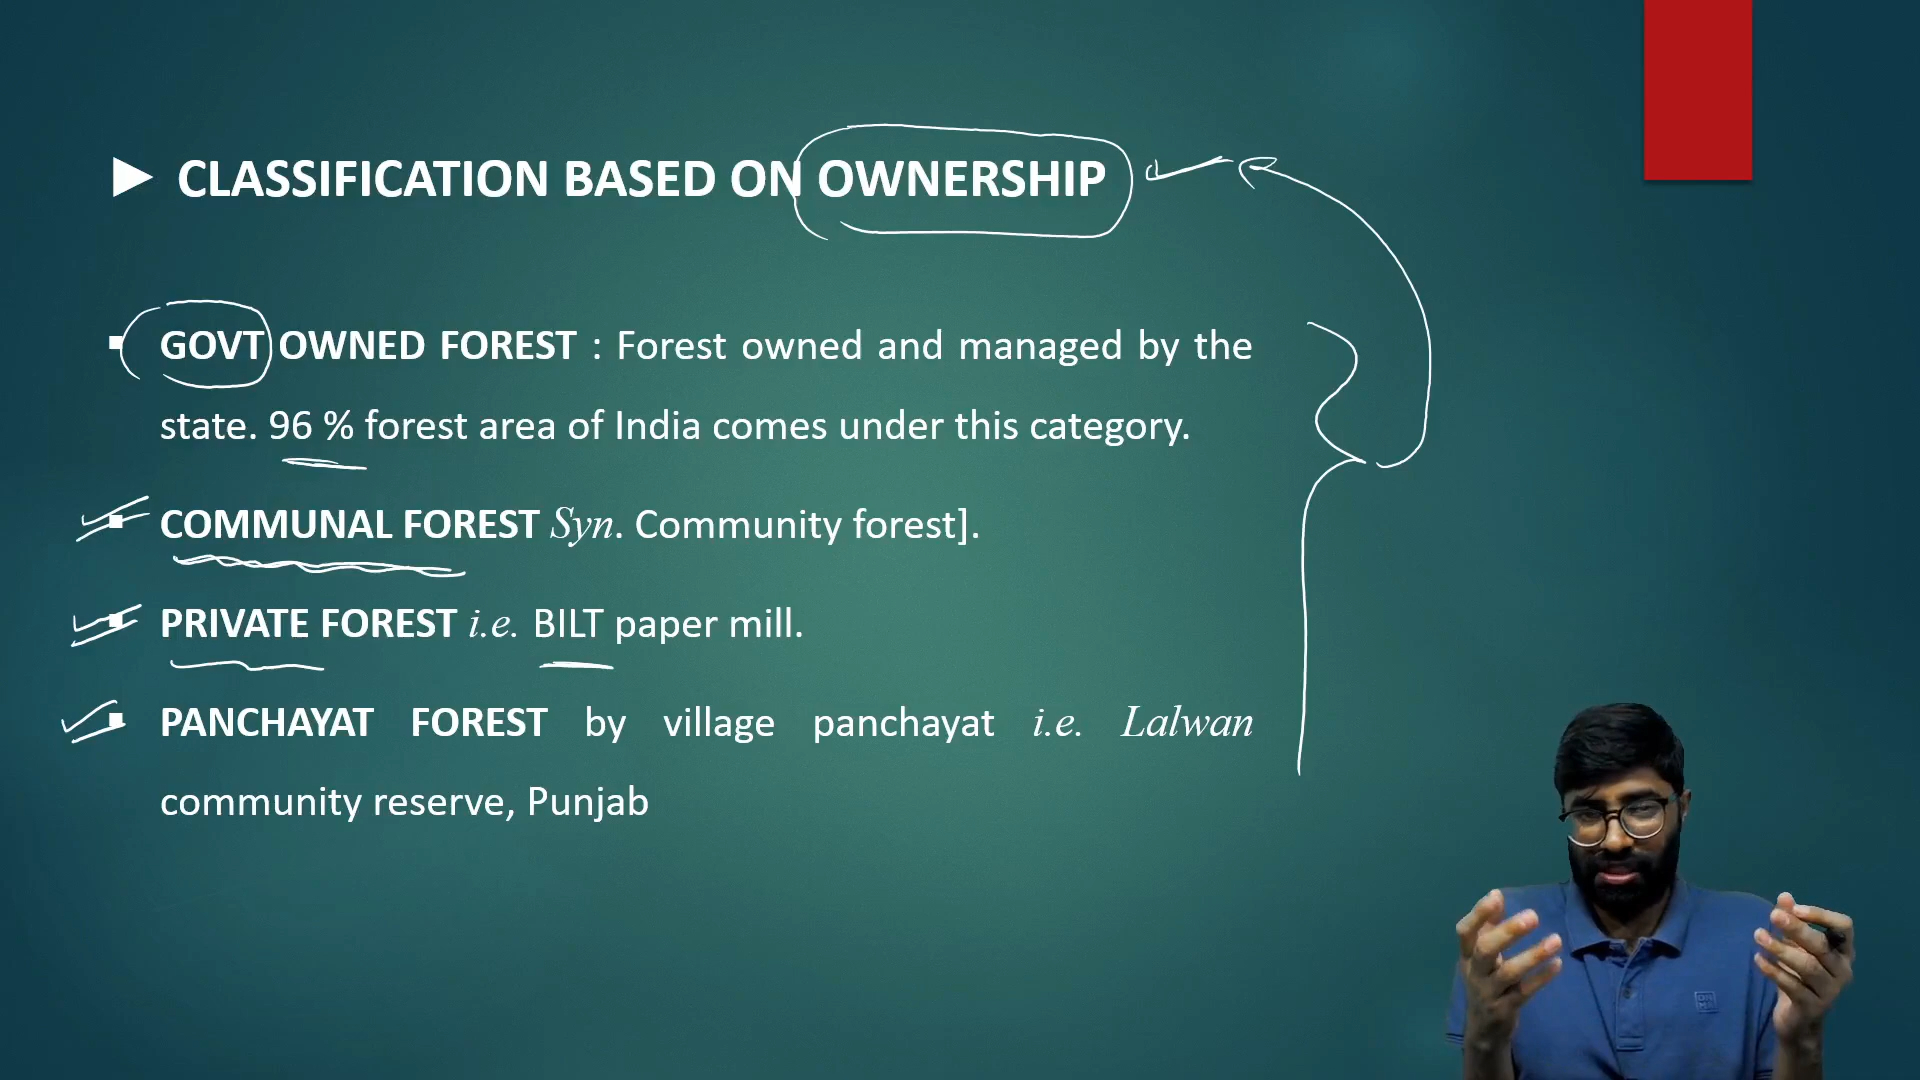 CLASSIFICATION BASED ON OWNERSHIP
GOVT OWNED FOREST : Forest owned and managed by the
state. 96 % forest area of India comes under this category.
COMMUNAL FOREST Syn. Community forest].
PRIVATE FOREST i.e. BILT paper mill.
PANCHAYAT FOREST by village panchayat i.e. Lalwan
community reserve, Punjab